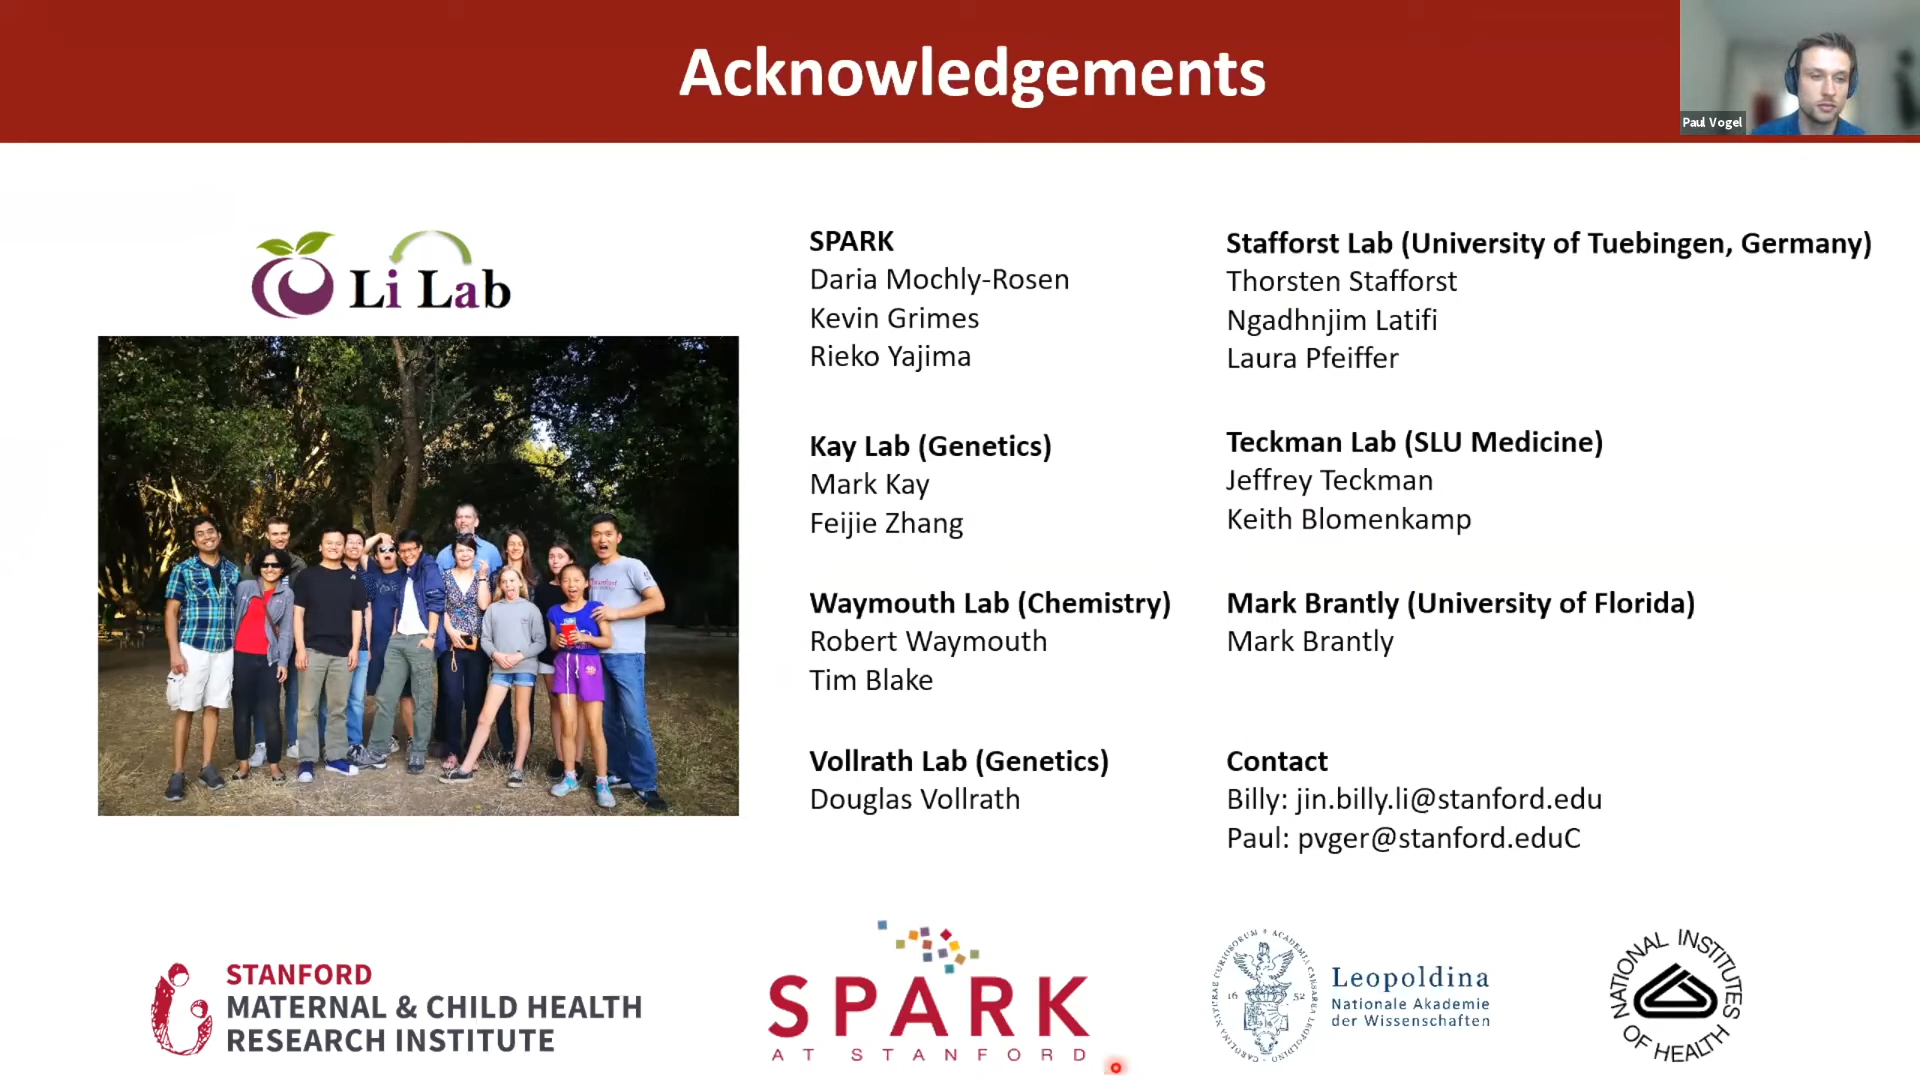 Acknowledgements
Paul Vogel
Li Lab
SPARK
Daria Mochly-Rosen
Kevin Grimes
Rieko Yajima
Kay Lab (Genetics)
Mark Kay
Feijie Zhang
Waymouth Lab (Chemistry)
Robert Waymouth
Tim Blake
Vollrath Lab (Genetics)
Douglas Vollrath
Stafforst Lab (University of Tuebingen, Germany)
Thorsten Stafforst
Ngadhnjim Latifi
Laura Pfeiffer
Teckman Lab (SLU Medicine)
Jeffrey Teckman
Keith Blomenkamp
Mark Brantly (University of Florida)
Mark Brantly
Contact
Billy: jin.billy.li@stanford.edu
Paul: pvger@stanford.eduC
STANFORD
MATERNAL & CHILD HEALTH
RESEARCH INSTITUTE
SPARK
AT STANFORD
16 52
Leopoldina
Nationale Akademie
der Wissenschaften
NATIONAL INSTITUTES
OF HEALTH